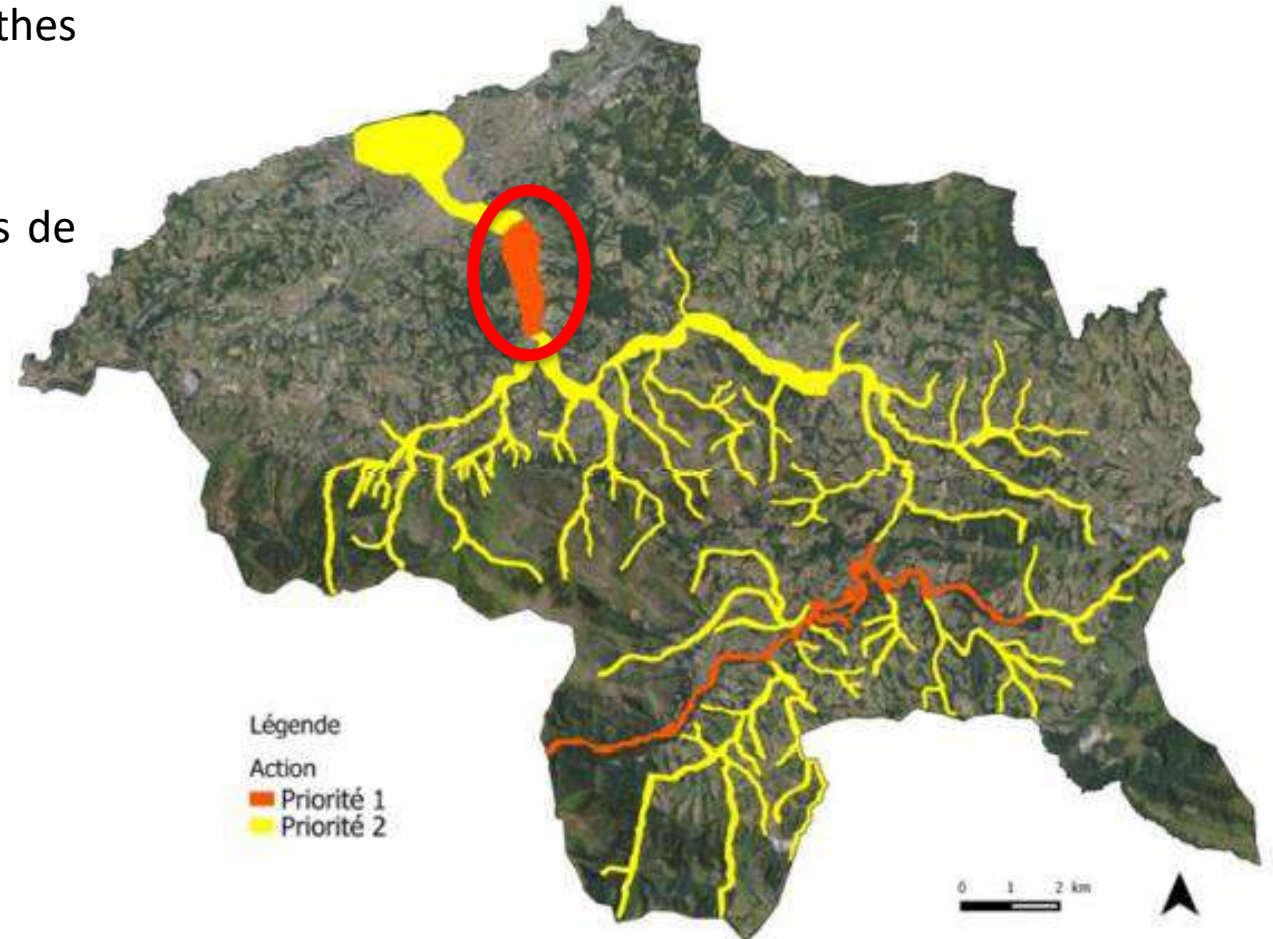 thes
s de
Légende
Action
Priorité 1
Priorité 2
0 1 2 km